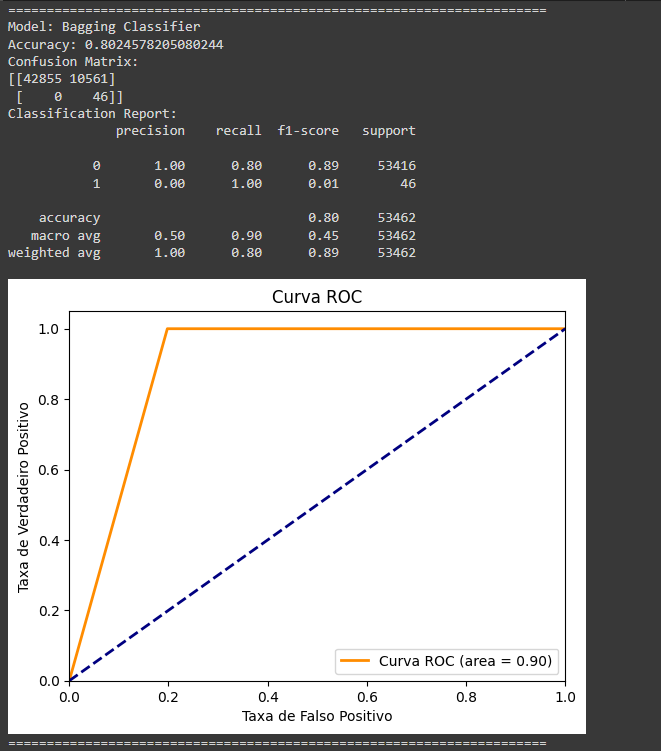 ======================================================================
Model: Bagging Classifier
Accuracy: 0.8024578205080244
Confusion Matrix:
[[42855 10561]
 [    0    46]]
Classification Report:
              precision    recall  f1-score   support

           0       1.00      0.80      0.89     53416
           1       0.00      1.00      0.01        46

    accuracy                           0.80     53462
   macro avg       0.50      0.90      0.45     53462
weighted avg       1.00      0.80      0.89     53462

Curva ROC
Taxa de Verdadeiro Positivo
1.0
0.8
0.6
0.4
0.2
0.0
Curva ROC (area = 0.90)
0.0 0.2 0.4 0.6 0.8 1.0
Taxa de Falso Positivo
======================================================================